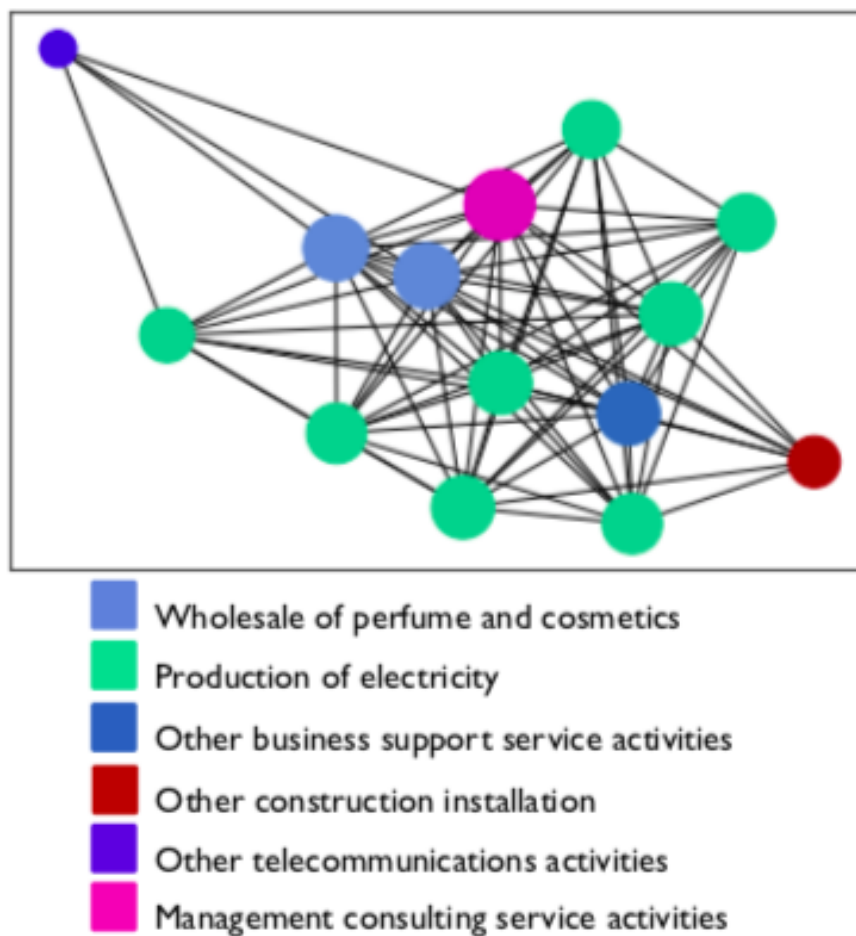 Wholesale of perfume and cosmetics
Production of electricity
Other business support service activities
Other construction installation
Other telecommunications activities
Management consulting service activities